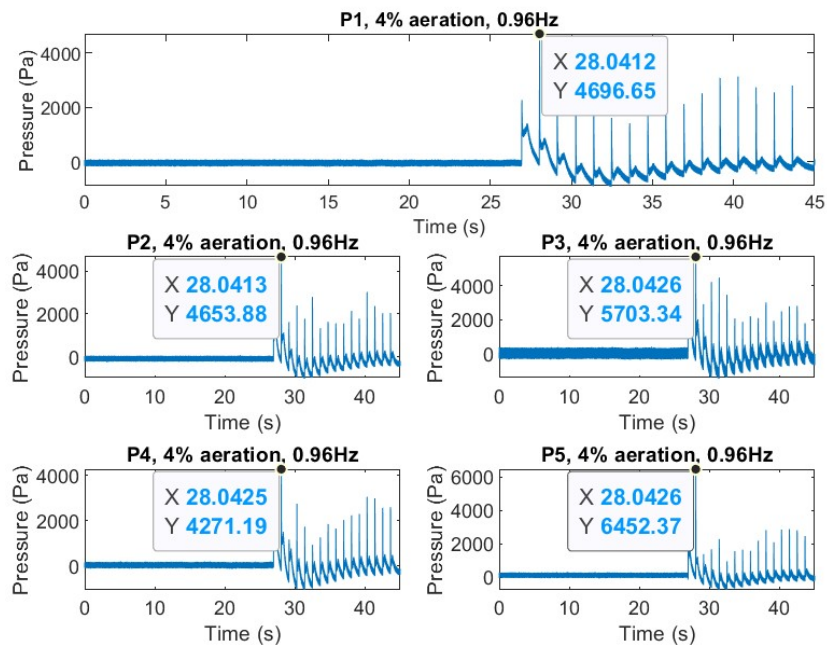 P1, 4% aeration, 0.96Hz
Pressure (Pa)
4000
2000
0
X 28.0412
Y 4696.65
0 5 10 15 20 25 30 35 40 45
Time (s)
P2, 4% aeration, 0.96Hz
Pressure (Pa)
4000
2000
0
X 28.0413
Y 4653.88
0 10 20 30 40
Time (s)
P3, 4% aeration, 0.96Hz
Pressure (Pa)
4000
2000
0
X 28.0426
Y 5703.34
0 10 20 30 40
Time (s)
P4, 4% aeration, 0.96Hz
Pressure (Pa)
4000
2000
0
X 28.0425
Y 4271.19
0 10 20 30 40
Time (s)
P5, 4% aeration, 0.96Hz
Pressure (Pa)
6000
4000
2000
0
X 28.0426
Y 6452.37
0 10 20 30 40
Time (s)